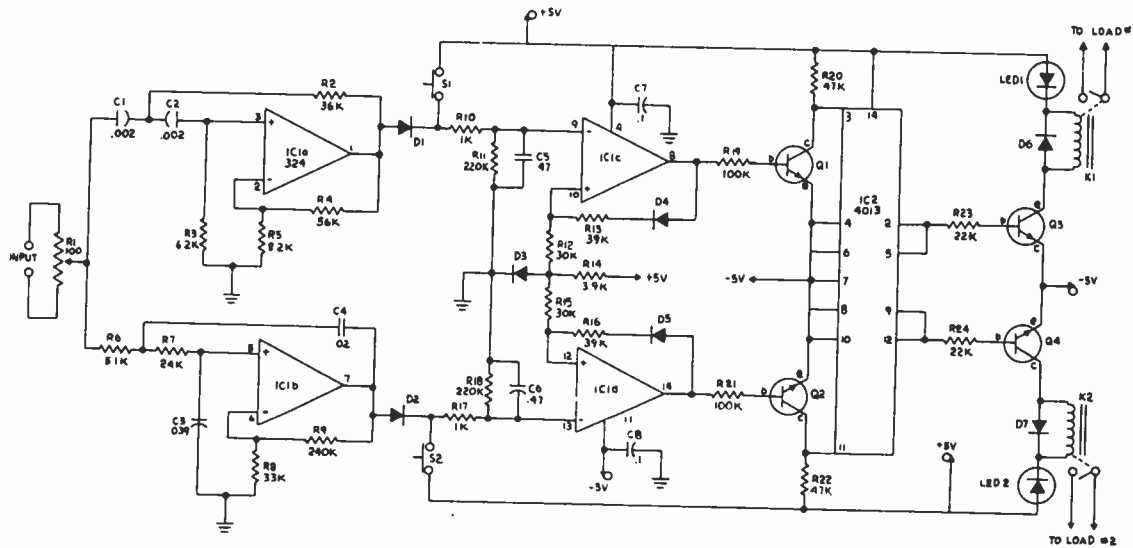 +5V
TO LOAD #
S1
R2
36K
C1
.002
C2
.002
3
+
IC1a
324
1
2
-
D1
R10
1K
R11
220K
C5
.47
9
-
4
C7
.1
IC1c
8
10
+
R19
100K
b
C
Q1
e
R20
47K
3
14
IC2
4013
LED1
D6
K1
R4
56K
R3
62K
R5
82K
D4
R13
39K
R12
30K
4
6
7
8
10
2
5
9
12
R23
22K
b
e
Q3
C
INPUT
R1
100
D3
R14
3.9K
+5V
-5V
-5V
R15
30K
R16
39K
D5
C4
.02
R6
51K
R7
24K
5
+
IC1b
7
6
-
C3
.039
R9
240K
R8
33K
D2
R17
1K
S2
R18
220K
C6
.47
12
+
IC1d
14
13
-
11
C8
.1
-5V
R21
100K
b
e
Q2
C
11
R22
47K
R24
22K
b
e
Q4
C
+5V
D7
K2
LED2
TO LOAD #2